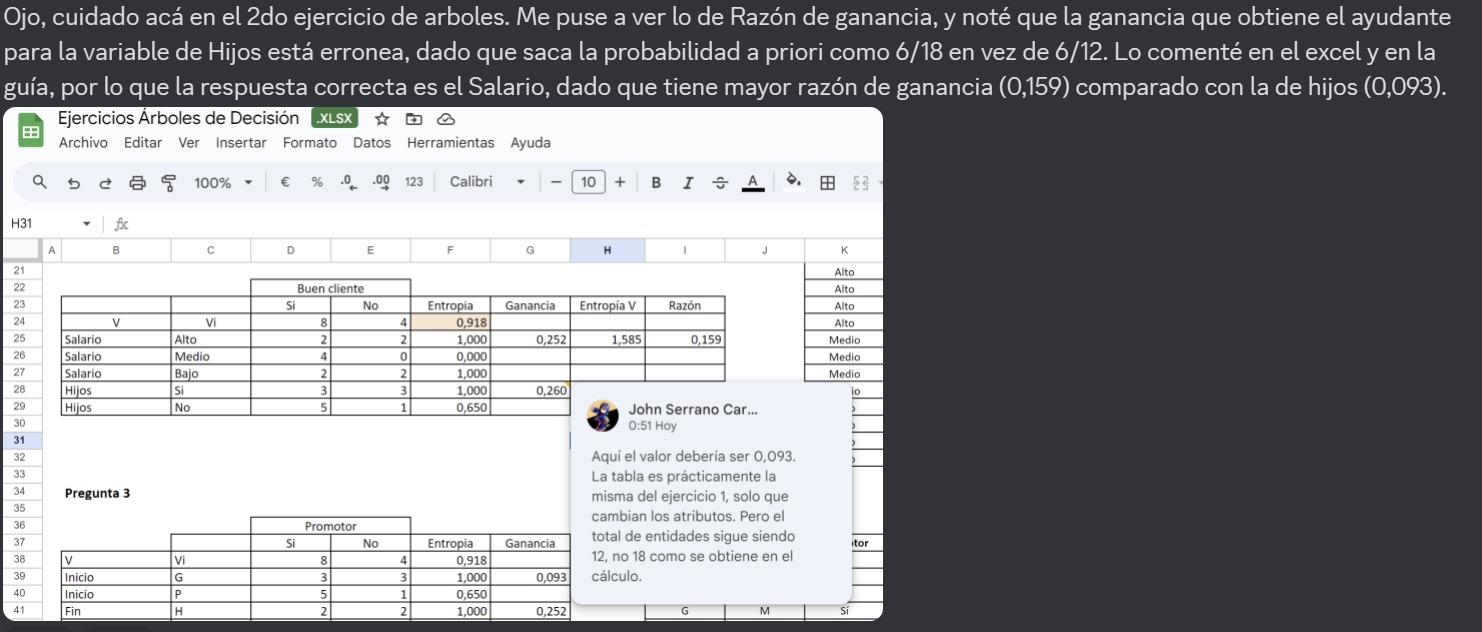 Ojo, cuidado acá en el 2do ejercicio de arboles. Me puse a ver lo de Razón de ganancia, y noté que la ganancia que obtiene el ayudante
para la variable de Hijos está erronea, dado que saca la probabilidad a priori como 6/18 en vez de 6/12. Lo comenté en el excel y en la
guía, por lo que la respuesta correcta es el Salario, dado que tiene mayor razón de ganancia (0,159) comparado con la de hijos (0,093).
Ejercicios Árboles de Decisión .XLSX
Archivo Editar Ver Insertar Formato Datos Herramientas Ayuda
100% € % .0 .00 123 Calibri - 10 + B I S A
H31 fx
A B C D E F G H I J K
21 Alto
22 Buen cliente Alto
23 Si No Entropia Ganancia Entropía V Razón Alto
24 V Vi 8 4 0,918 Alto
25 Salario Alto 2 2 1,000 0,252 1,585 0,159 Medio
26 Salario Medio 4 0 0,000 Medio
27 Salario Bajo 2 2 1,000 Medio
28 Hijos Si 3 3 1,000 0,260
29 Hijos No 5 1 0,650
30
31
32
33
34 Pregunta 3
35
36 Promotor
37 Si No Entropia Ganancia tor
38 V Vi 8 4 0,918
39 Inicio G 3 3 1,000 0,093
40 Inicio P 5 1 0,650
41 Fin H 2 2 1,000 0,252 G M Sí
John Serrano Car...
0:51 Hoy
Aquí el valor debería ser 0,093.
La tabla es prácticamente la
misma del ejercicio 1, solo que
cambian los atributos. Pero el
total de entidades sigue siendo
12, no 18 como se obtiene en el
cálculo.